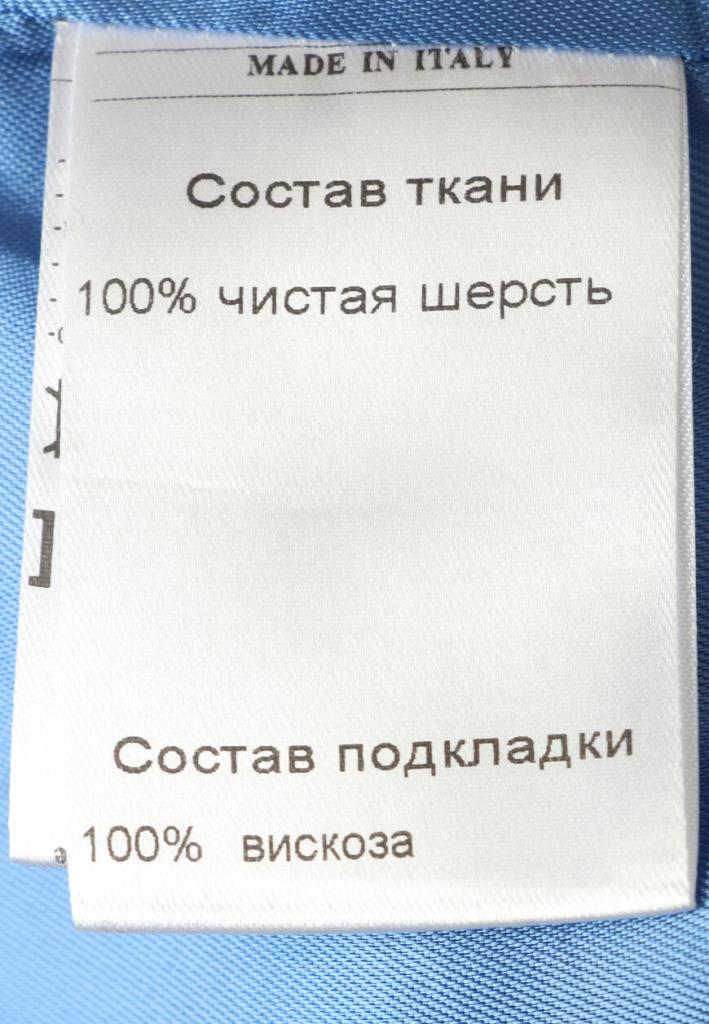 MADE IN ITALY
Состав ткани
100% чистая шерсть
Состав подкладки
100% вискоза